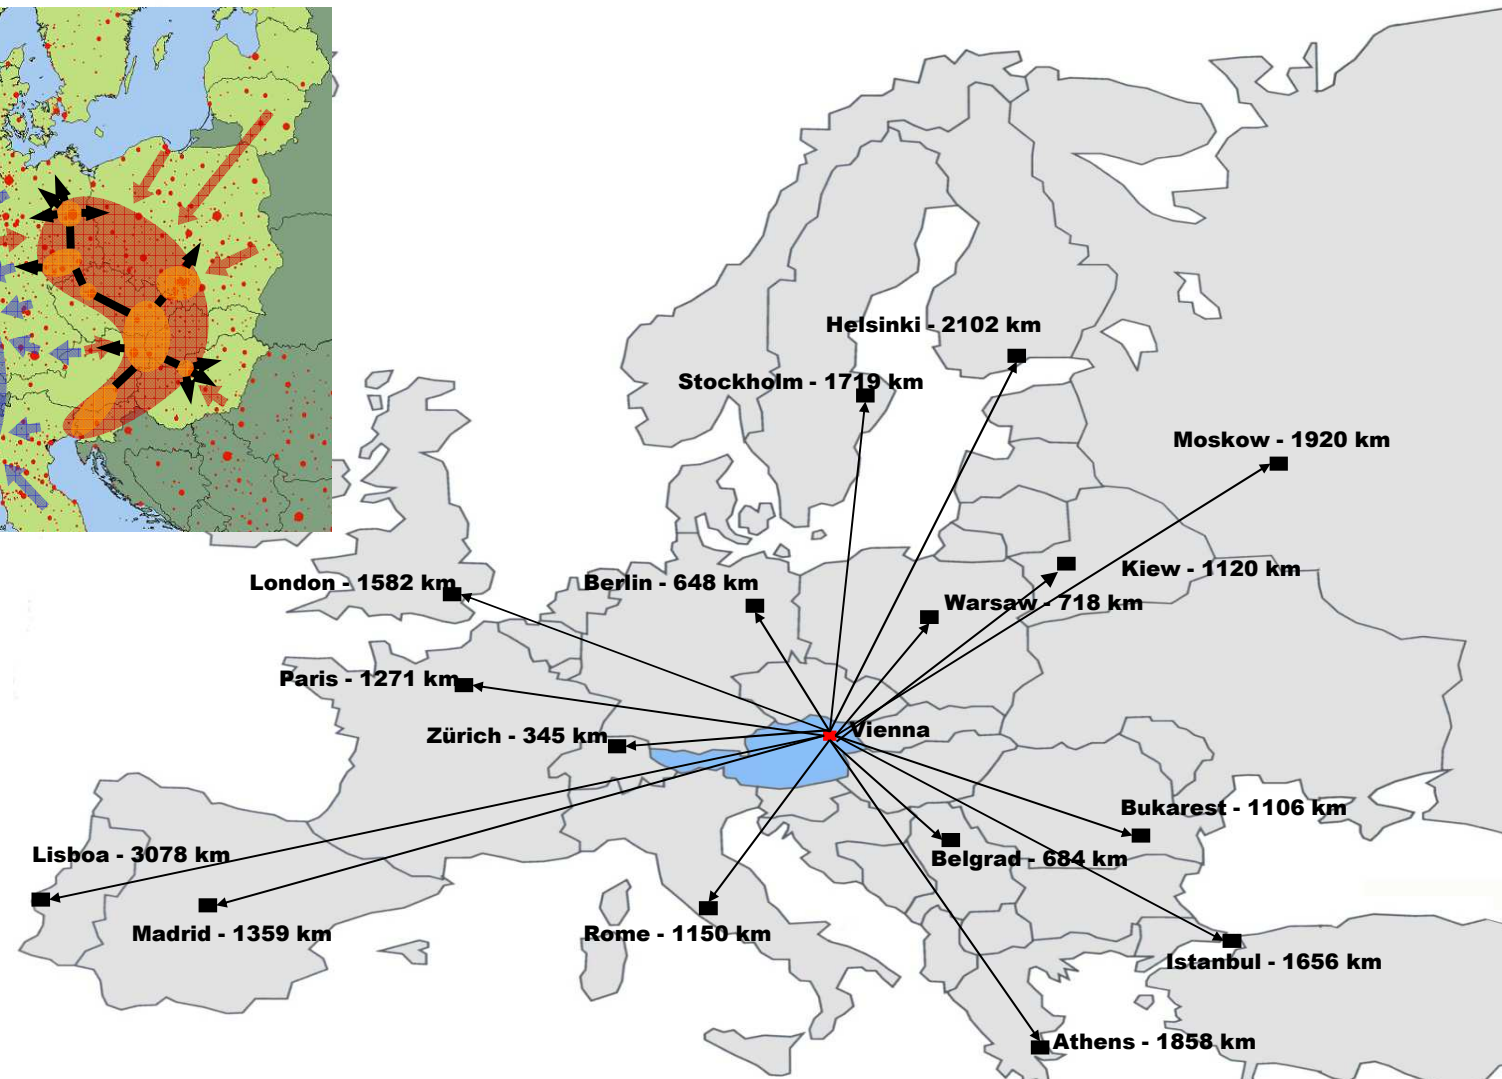 Helsinki - 2102 km
Stockholm - 1719 km
Moskow - 1920 km
Kiew - 1120 km
London - 1582 km
Berlin - 648 km
Warsaw - 718 km
Paris - 1271 km
Zürich - 345 km
Vienna
Bukarest - 1106 km
Lisboa - 3078 km
Belgrad - 684 km
Madrid - 1359 km
Rome - 1150 km
Istanbul - 1656 km
Athens - 1858 km